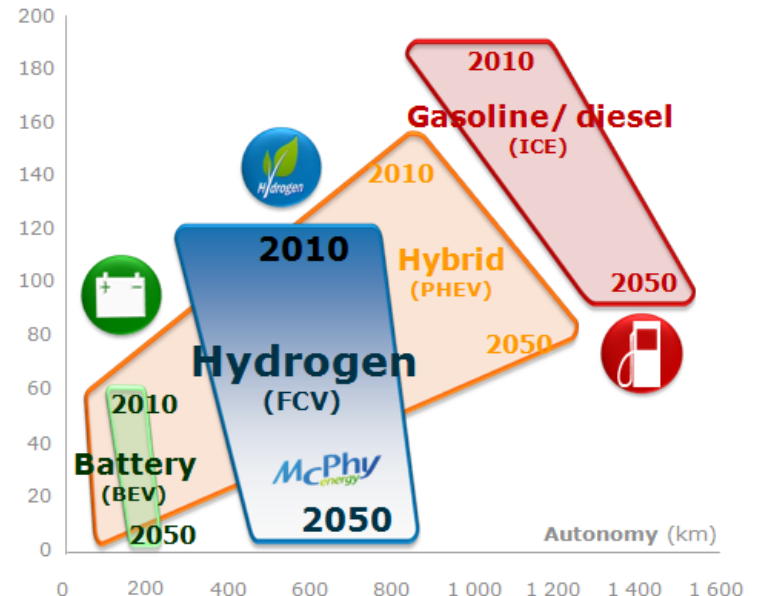 200
180
160
140
120
100
80
60
40
20
0
2010
Gasoline/ diesel
(ICE)
2050
Hydrogen
2010
Hybrid
(PHEV)
2050
+ −
2010
Hydrogen
(FCV)
McPhy
energy
2050
2010
Battery
(BEV)
2050
Autonomy (km)
0 200 400 600 800 1 000 1 200 1 400 1 600